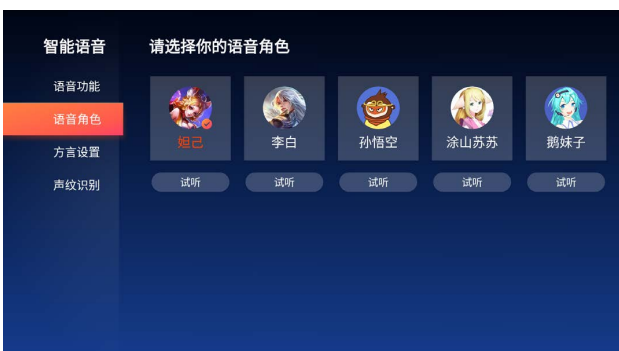 智能语音
语音功能
语音角色
方言设置
声纹识别
请选择你的语音角色
妲己 李白 孙悟空 涂山苏苏 鹅妹子
试听 试听 试听 试听 试听